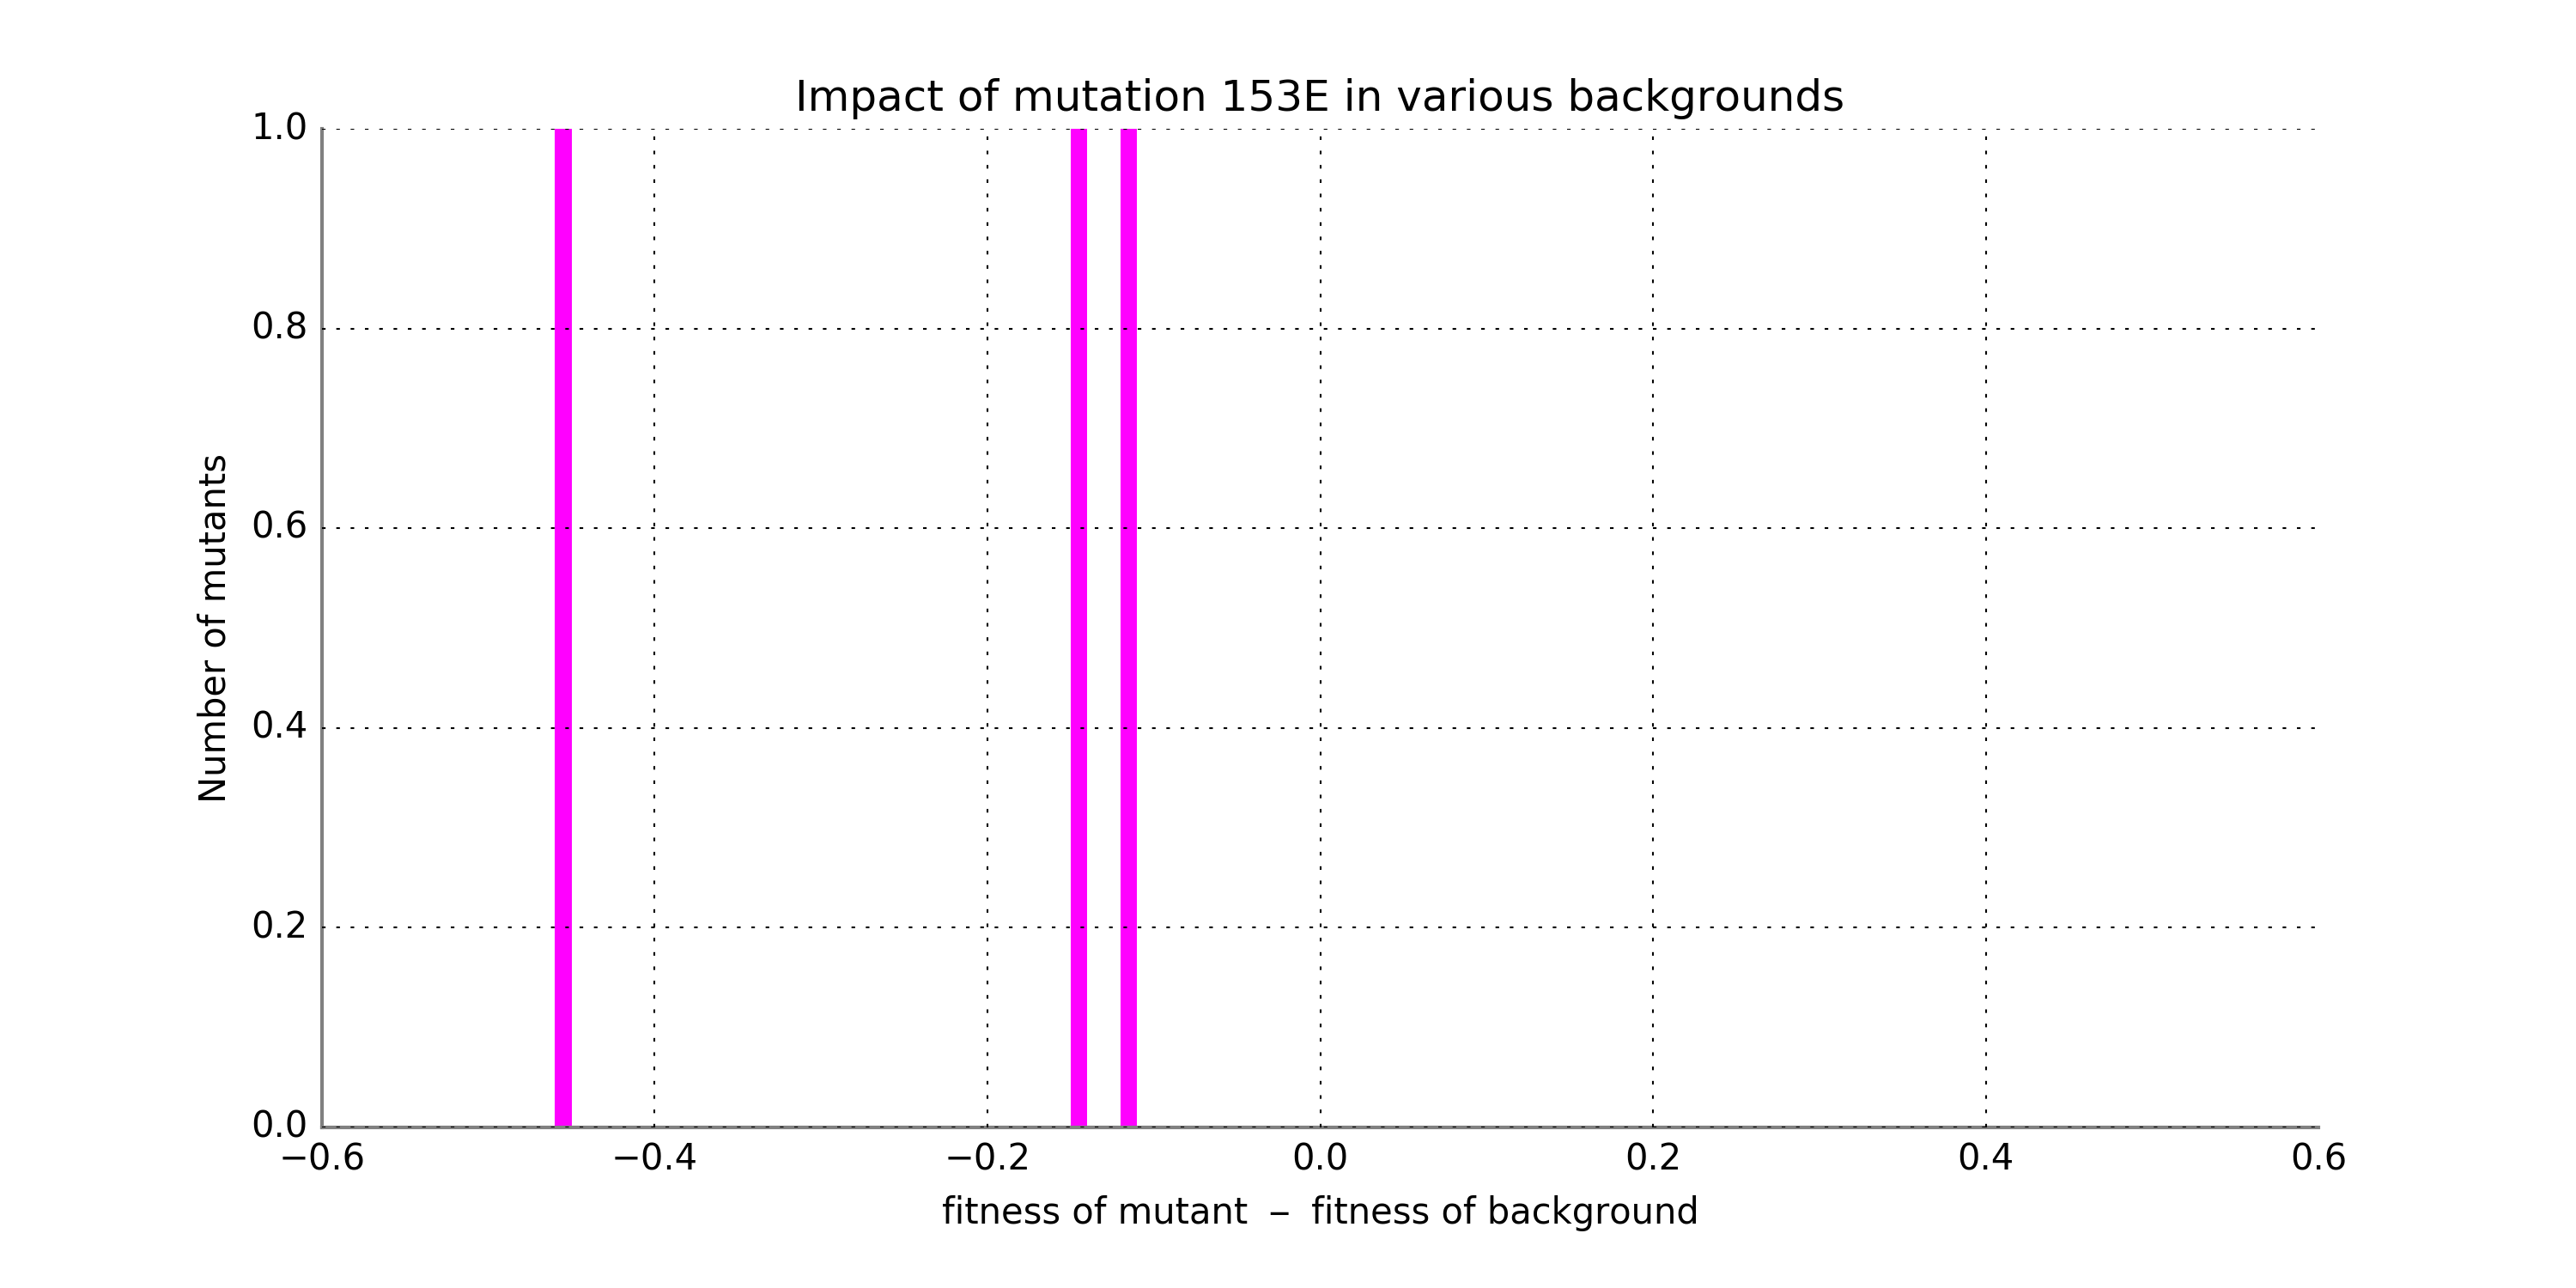 Impact of mutation 153E in various backgrounds
1.0
0.8
0.6
0.4
0.2
0.0
Number of mutants
−0.6 −0.4 −0.2 0.0 0.2 0.4 0.6
fitness of mutant − fitness of background